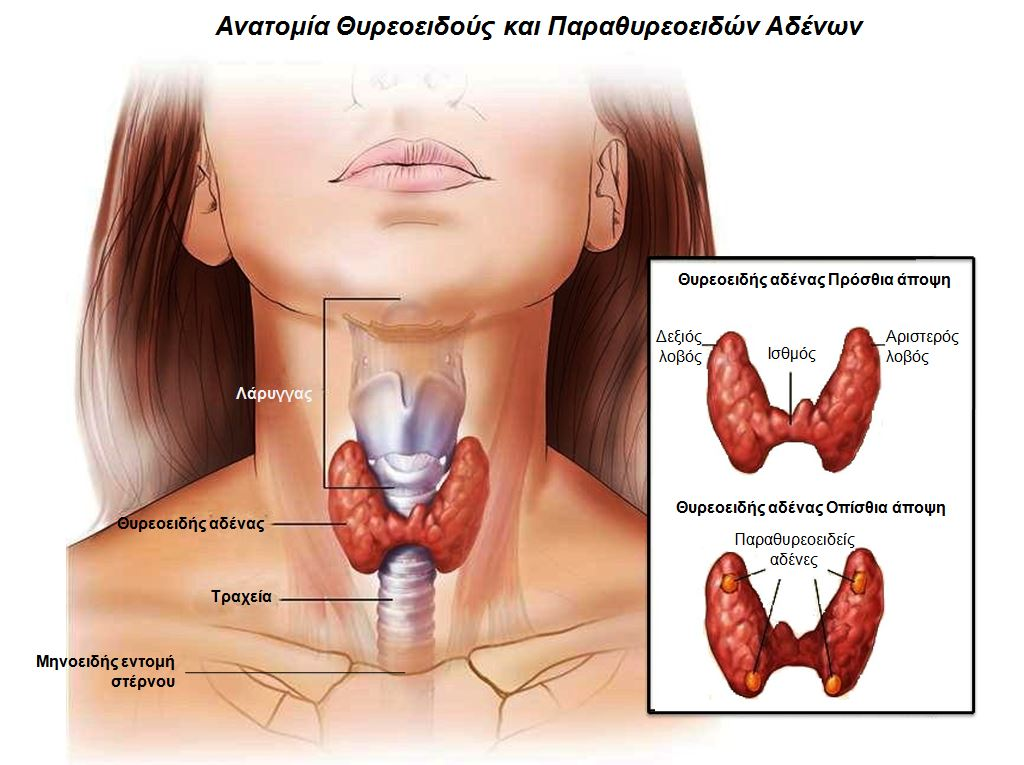 Ανατομία Θυρεοειδούς και Παραθυρεοειδών Αδένων
Λάρυγγας
Θυρεοειδής αδένας
Τραχεία
Μηνοειδής εντομή
στέρνου
Θυρεοειδής αδένας Πρόσθια άποψη
Δεξιός
λοβός
Ισθμός
Αριστερός
λοβός
Θυρεοειδής αδένας Οπίσθια άποψη
Παραθυρεοειδείς
αδένες